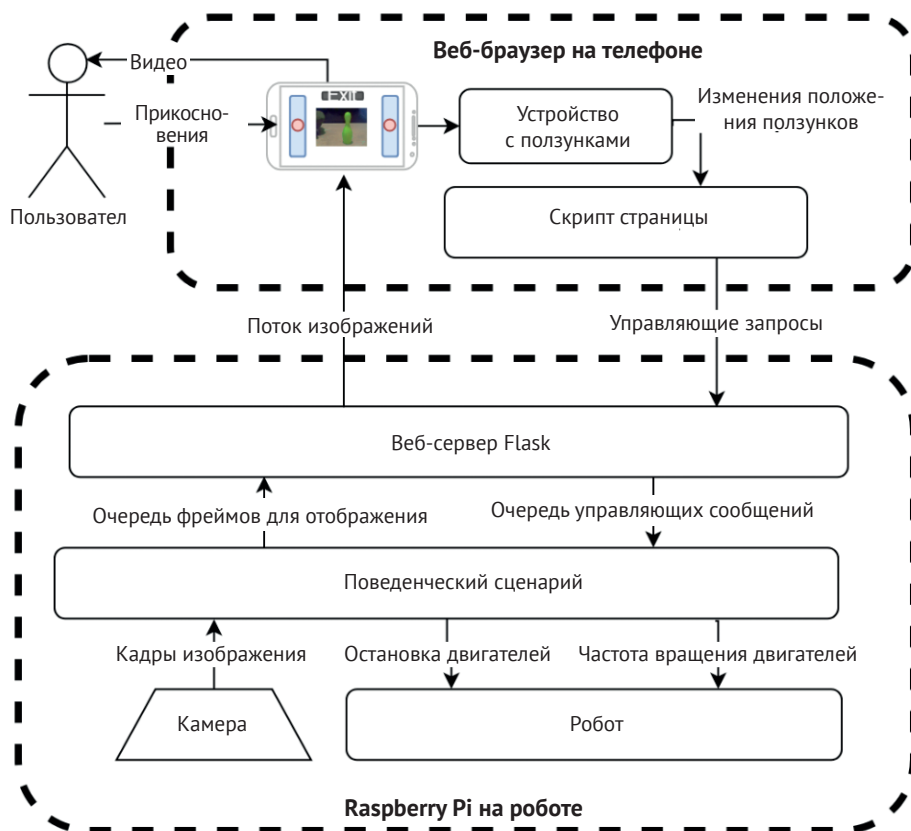 Веб-браузер на телефоне
Видео
EXIT
Прикосно-
вения
Устройство
с ползунками
Изменения положе-
ния ползунков
Пользовател
Скрипт страницы
Поток изображений
Управляющие запросы
Веб-сервер Flask
Очередь фреймов для отображения
Очередь управляющих сообщений
Поведенческий сценарий
Кадры изображения
Остановка двигателей
Частота вращения двигателей
Камера
Робот
Raspberry Pi на роботе